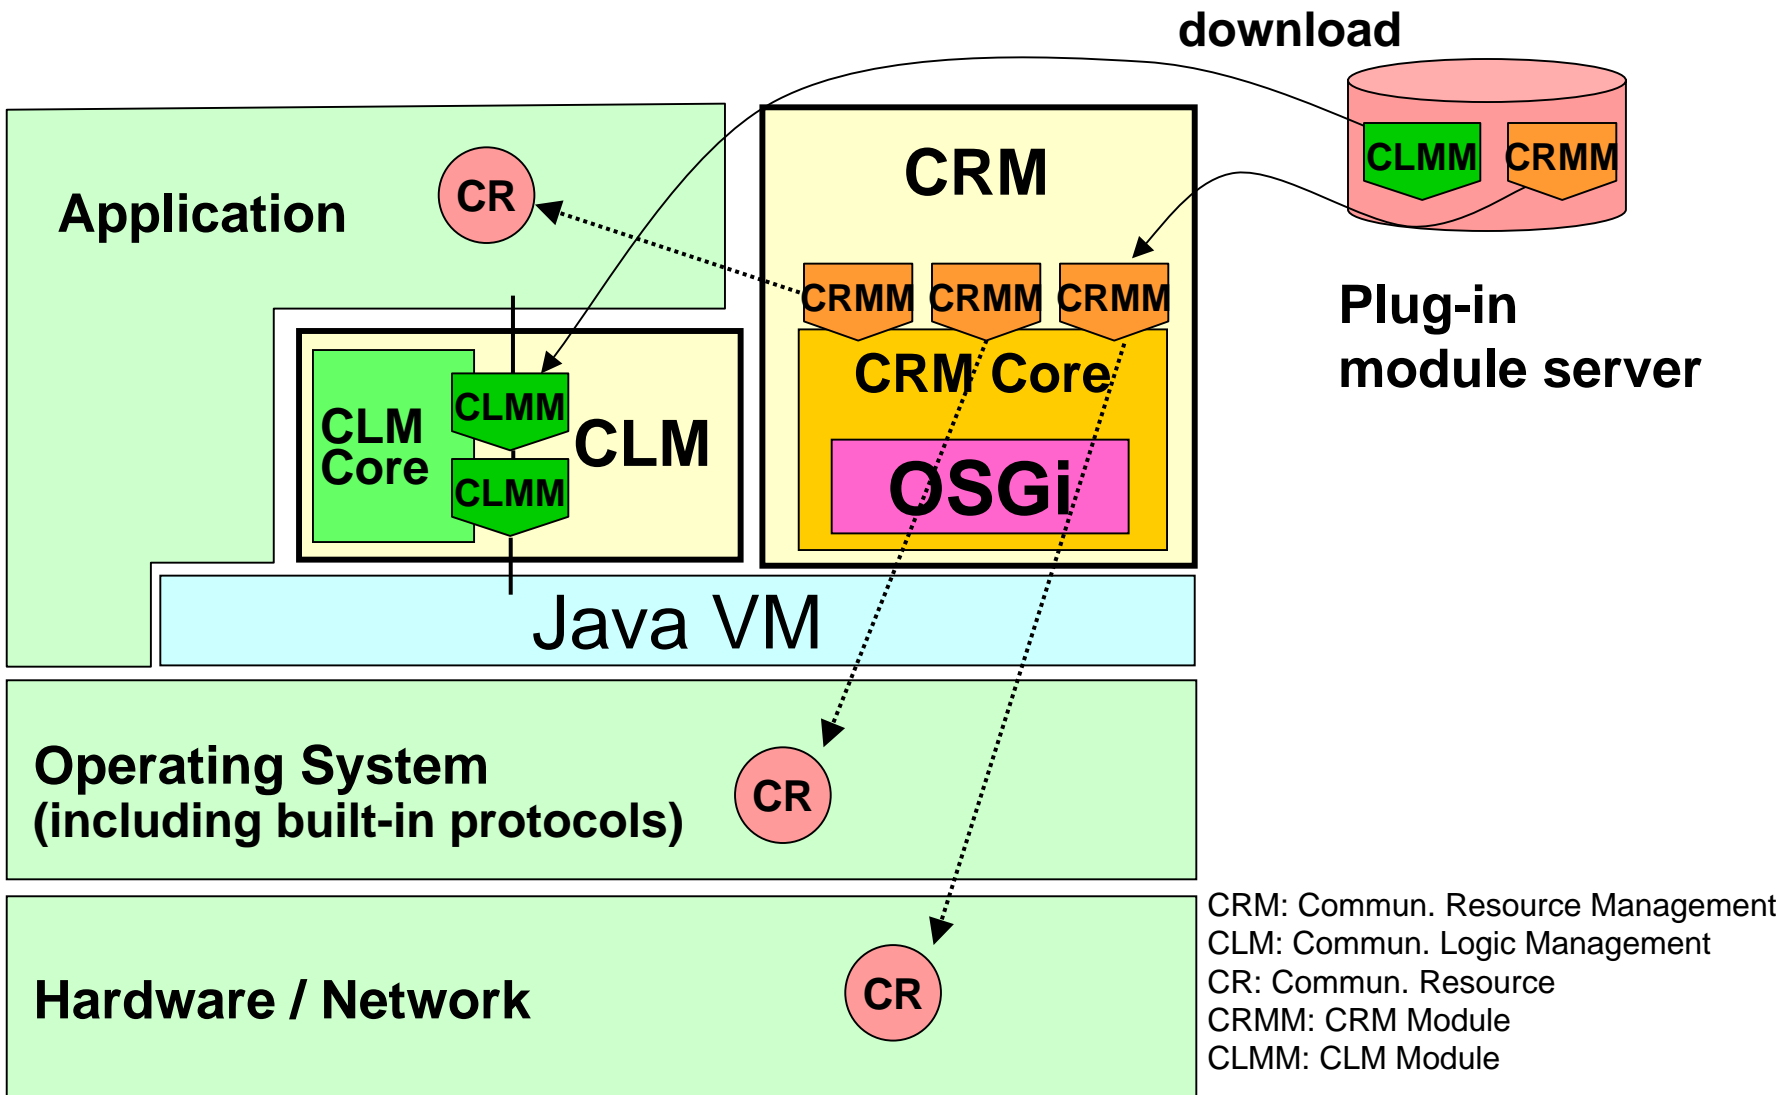 download
CLMM
CRMM
CRM
CR
Application
CRMM
CRMM
CRMM
Plug-in
module server
CRM Core
CLMM
CLM
Core
CLM
CLMM
OSGi
Java VM
Operating System
(including built-in protocols)
CR
Hardware / Network
CR
CRM: Commun. Resource Management
CLM: Commun. Logic Management
CR: Commun. Resource
CRMM: CRM Module
CLMM: CLM Module